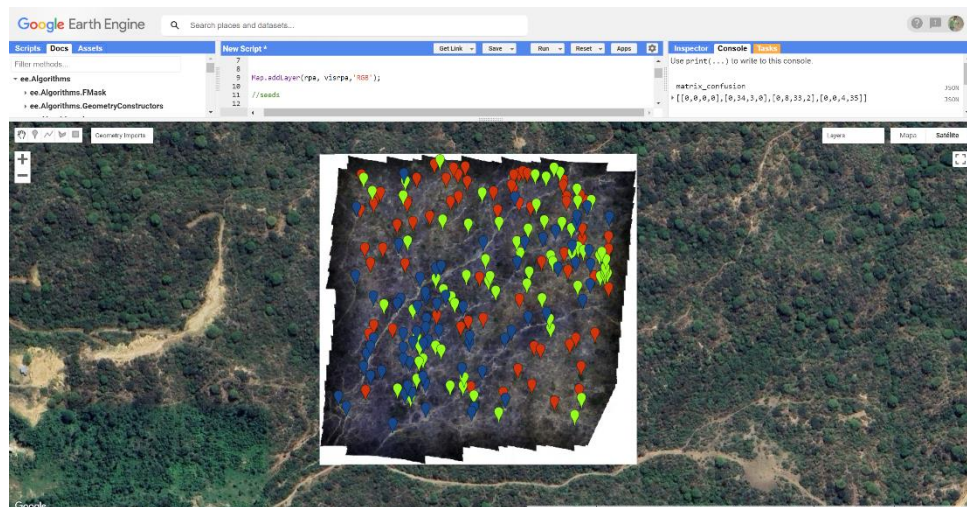 Google Earth Engine
Search places and datasets...
Scripts Docs Assets
Filter methods...
ee.Algorithms
ee.Algorithms.FMask
ee.Algorithms.GeometryConstructors
New Script *
Get Link Save Run Reset Apps
7
8
9 Map.addLayer(rpa, visrpa,'RGB');
10
11 //seeds
12
Inspector Console Tasks
Use print(...) to write to this console.
matrix_confusion JSON
[[0,0,0,0],[0,34,3,0],[0,8,33,2],[0,0,4,35]] JSON
Geometry Imports
Layers Mapa Satélite
Google